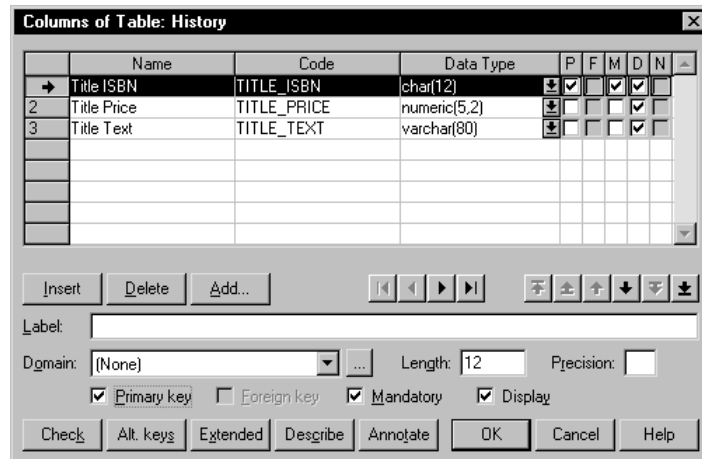 Columns of Table: History
Name Code Data Type P F M D N
Title ISBN TITLE_ISBN char(12)
2 Title Price TITLE_PRICE numeric(5,2)
3 Title Text TITLE_TEXT varchar(80)
Insert Delete Add...
Label:
Domain: (None) ... Length: 12 Precision:
Primary key Foreign key Mandatory Display
Check Alt. keys Extended Describe Annotate OK Cancel Help